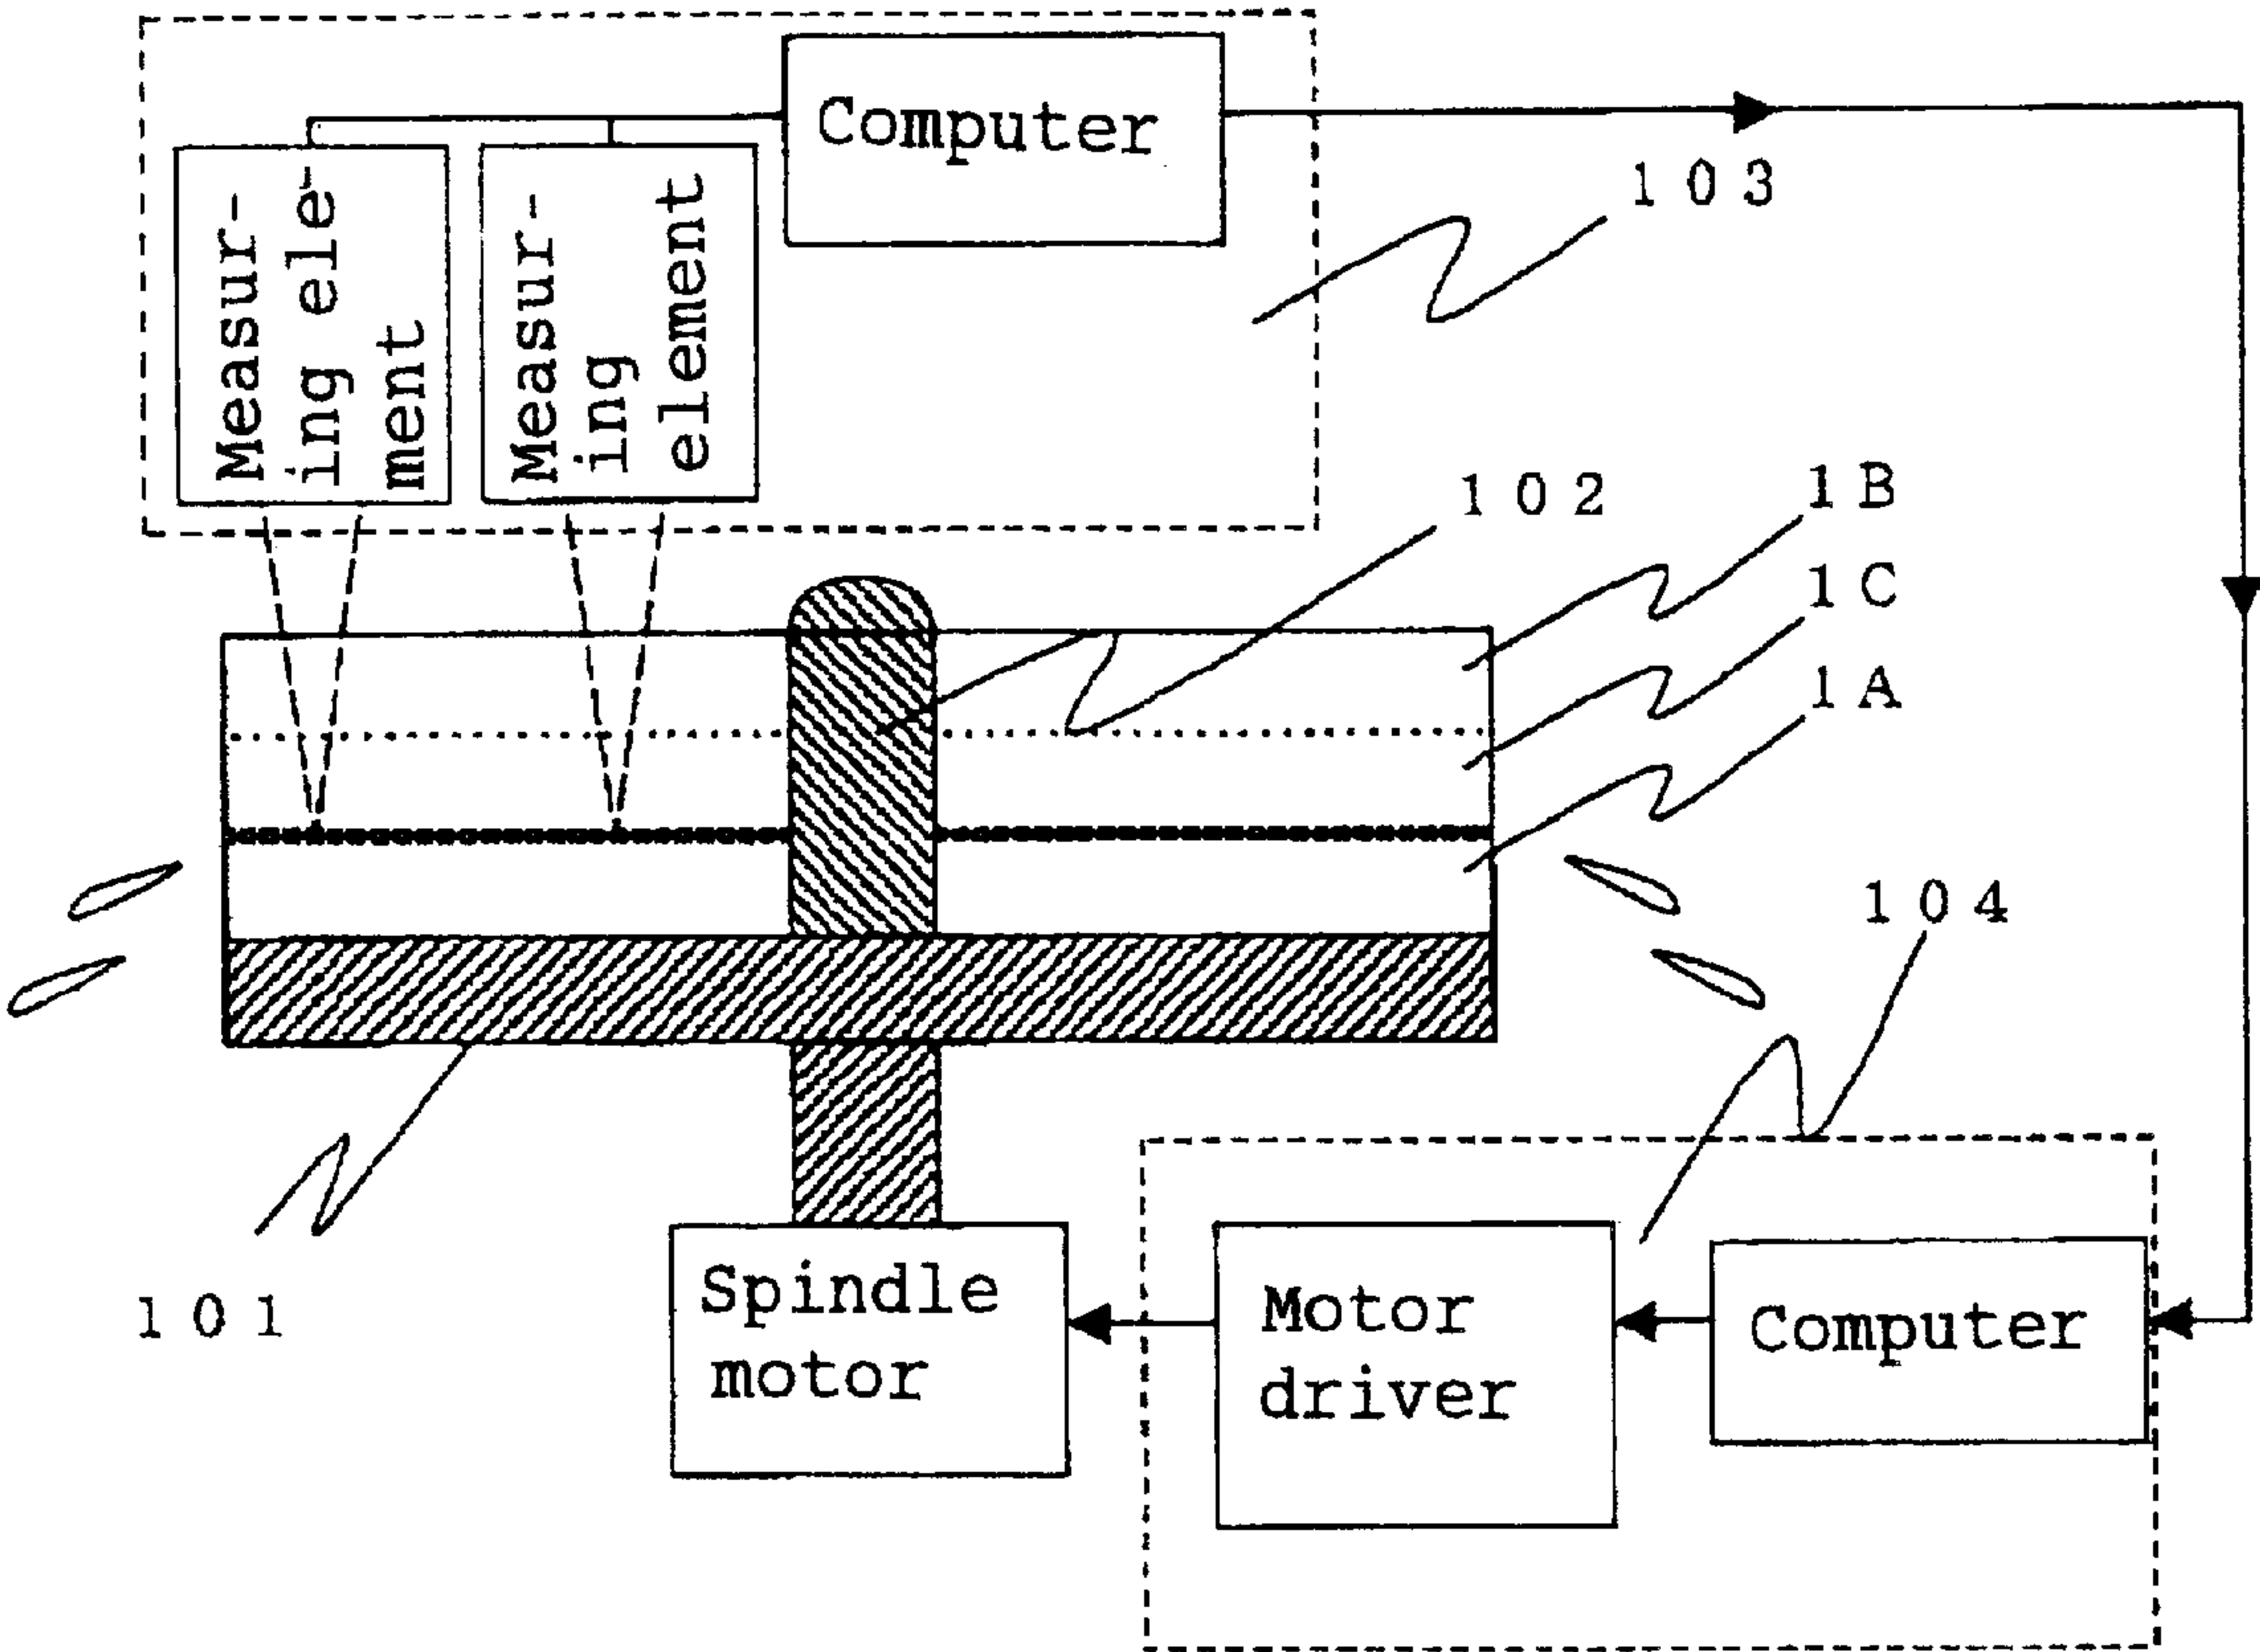 Computer
Measur-
ing ele-
ment
Measur-
ing
element
103
102
1B
1C
1A
104
101
Spindle
motor
Motor
driver
Computer